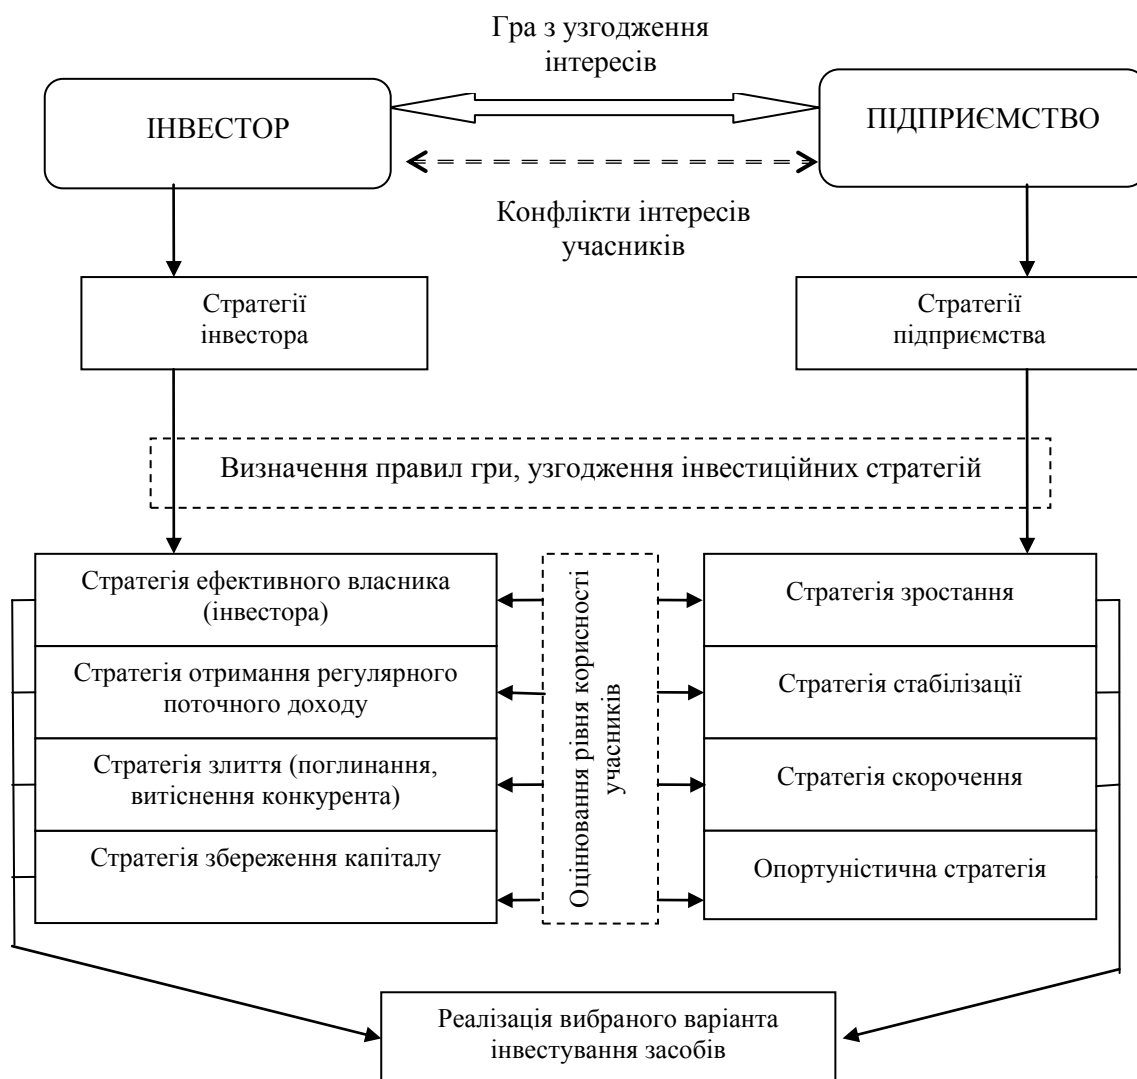 Гра з узгодження
інтересів
ІНВЕСТОР
ПІДПРИЄМСТВО
Конфлікти інтересів
учасників
Стратегії
інвестора
Стратегії
підприємства
Визначення правил гри, узгодження інвестиційних стратегій
Стратегія ефективного власника
(інвестора)
Стратегія отримання регулярного
поточного доходу
Стратегія злиття (поглинання,
витіснення конкурента)
Стратегія збереження капіталу
Оцінювання рівня корисності
учасників
Стратегія зростання
Стратегія стабілізації
Стратегія скорочення
Опортуністична стратегія
Реалізація вибраного варіанта
інвестування засобів